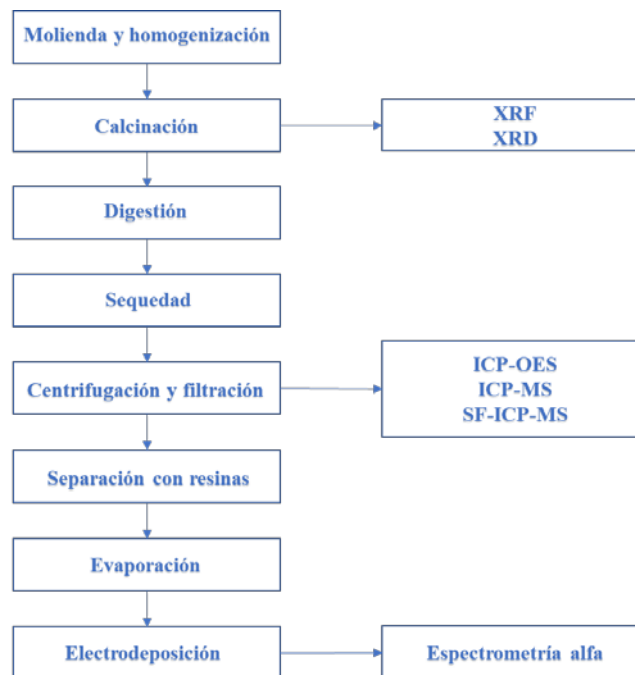 Molienda y homogenización
Calcinación
XRF
XRD
Digestión
Sequedad
Centrifugación y filtración
ICP-OES
ICP-MS
SF-ICP-MS
Separación con resinas
Evaporación
Electrodeposición
Espectrometría alfa